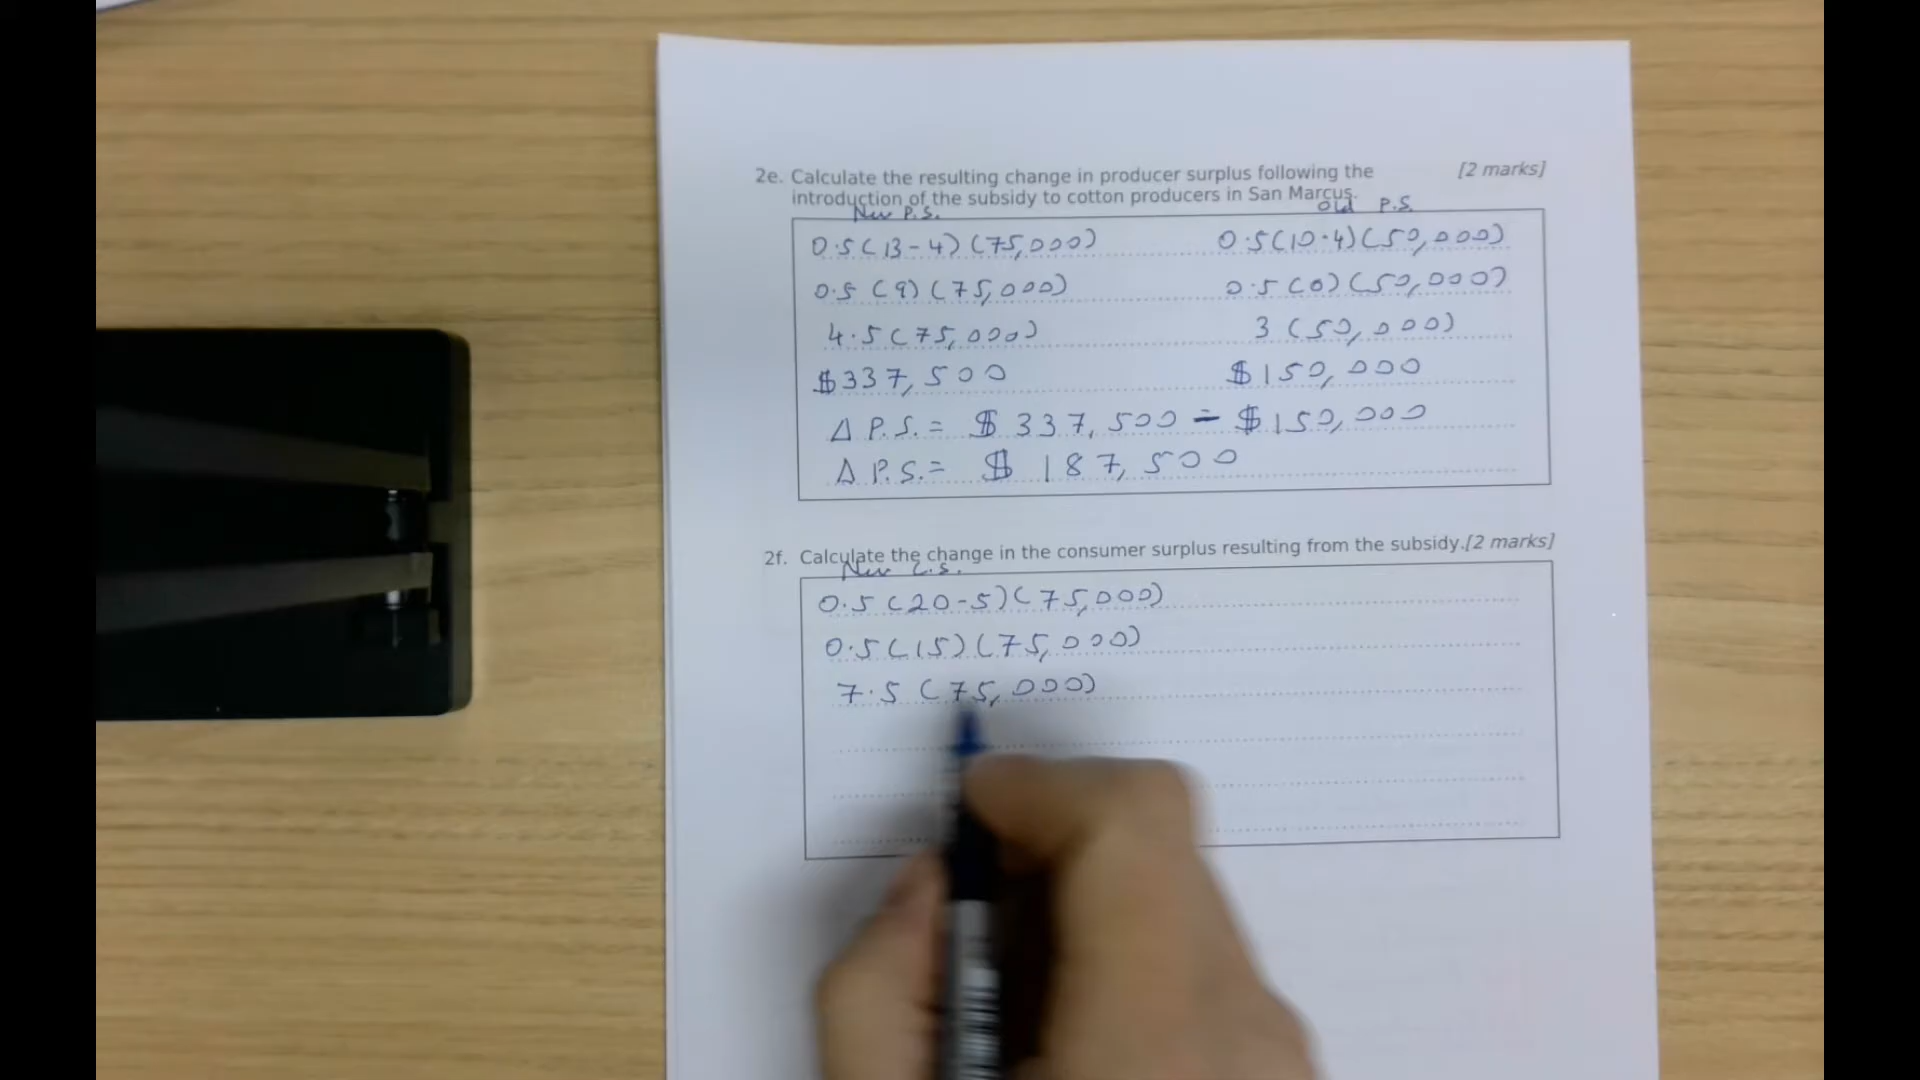 2e. Calculate the resulting change in producer surplus following the [2 marks]
introduction of the subsidy to cotton producers in San Marcus.
New P.S. Old P.S.
0.5(13-4)(75,000) 0.5(10-4)(50,000)
0.5(9)(75,000) 0.5(6)(50,000)
4.5(75,000) 3(50,000)
$337,500 $150,000
Δ P.S. = $337,500 - $150,000
Δ P.S. = $187,500
2f. Calculate the change in the consumer surplus resulting from the subsidy. [2 marks]
New C.S.
0.5(20-5)(75,000)
0.5(15)(75,000)
7.5(75,000)